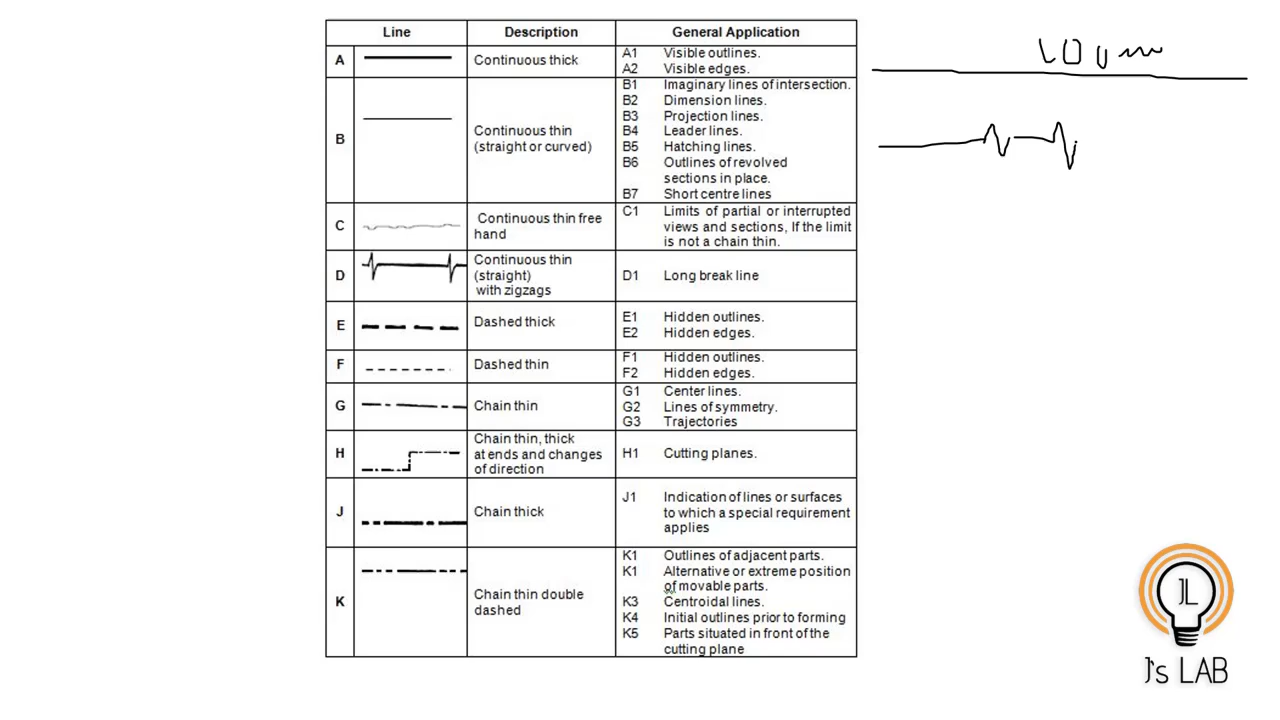 Line Description General Application
A Continuous thick A1 Visible outlines.
A2 Visible edges.
B Continuous thin (straight or curved) B1 Imaginary lines of intersection.
B2 Dimension lines.
B3 Projection lines.
B4 Leader lines.
B5 Hatching lines.
B6 Outlines of revolved
sections in place.
B7 Short centre lines
C Continuous thin free hand C1 Limits of partial or interrupted
views and sections, If the limit
is not a chain thin.
D Continuous thin (straight) with zigzags D1 Long break line
E Dashed thick E1 Hidden outlines.
E2 Hidden edges.
F Dashed thin F1 Hidden outlines.
F2 Hidden edges.
G Chain thin G1 Center lines.
G2 Lines of symmetry.
G3 Trajectories
H Chain thin, thick at ends and changes of direction H1 Cutting planes.
J Chain thick J1 Indication of lines or surfaces
to which a special requirement
applies
K Chain thin double dashed K1 Outlines of adjacent parts.
K1 Alternative or extreme position
of movable parts.
K3 Centroidal lines.
K4 Initial outlines prior to forming
K5 Parts situated in front of the
cutting plane
JL
J's LAB